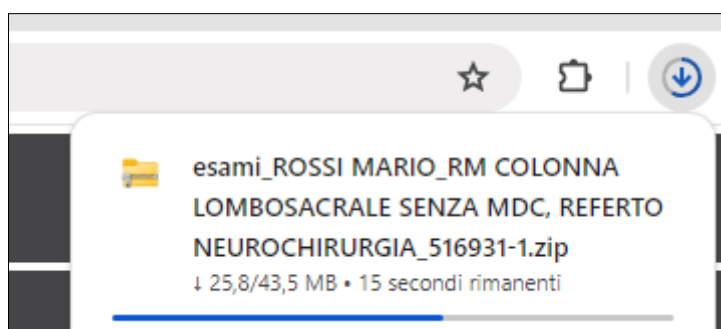 esami_ROSSI MARIO_RM COLONNA
LOMBOSACRALE SENZA MDC, REFERTO
NEUROCHIRURGIA_516931-1.zip
↓ 25,8/43,5 MB • 15 secondi rimanenti